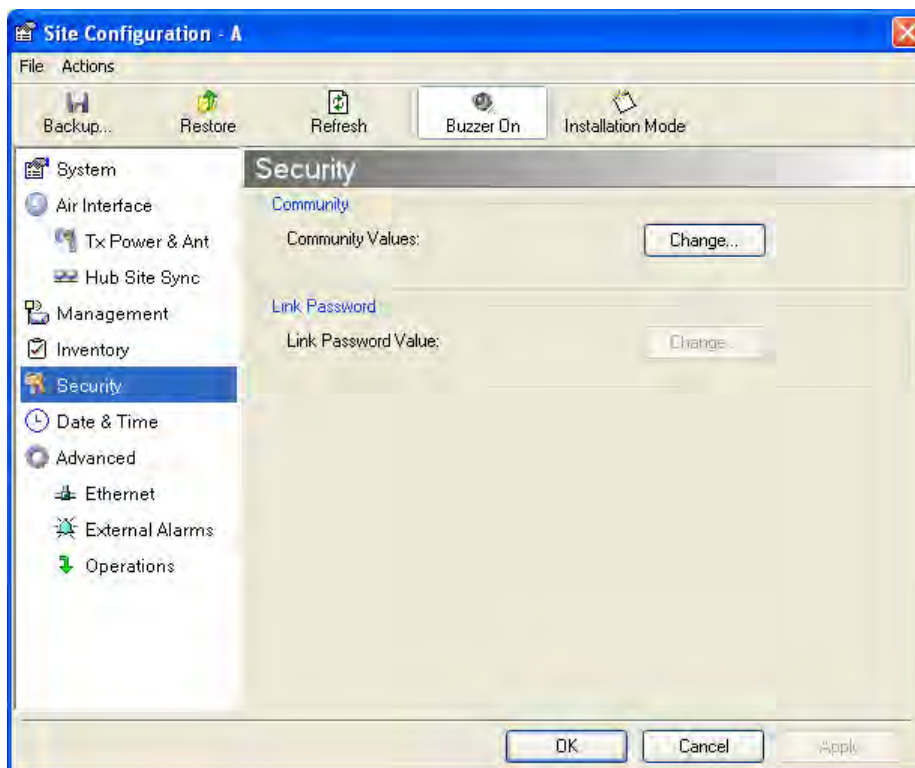 Site Configuration - A
File Actions
Backup... Restore Refresh Buzzer On Installation Mode
System
Air Interface
Tx Power & Ant
Hub Site Sync
Management
Inventory
Security
Date & Time
Advanced
Ethernet
External Alarms
Operations
Security
Community
Community Values: Change...
Link Password
Link Password Value: Change...
OK Cancel Apply